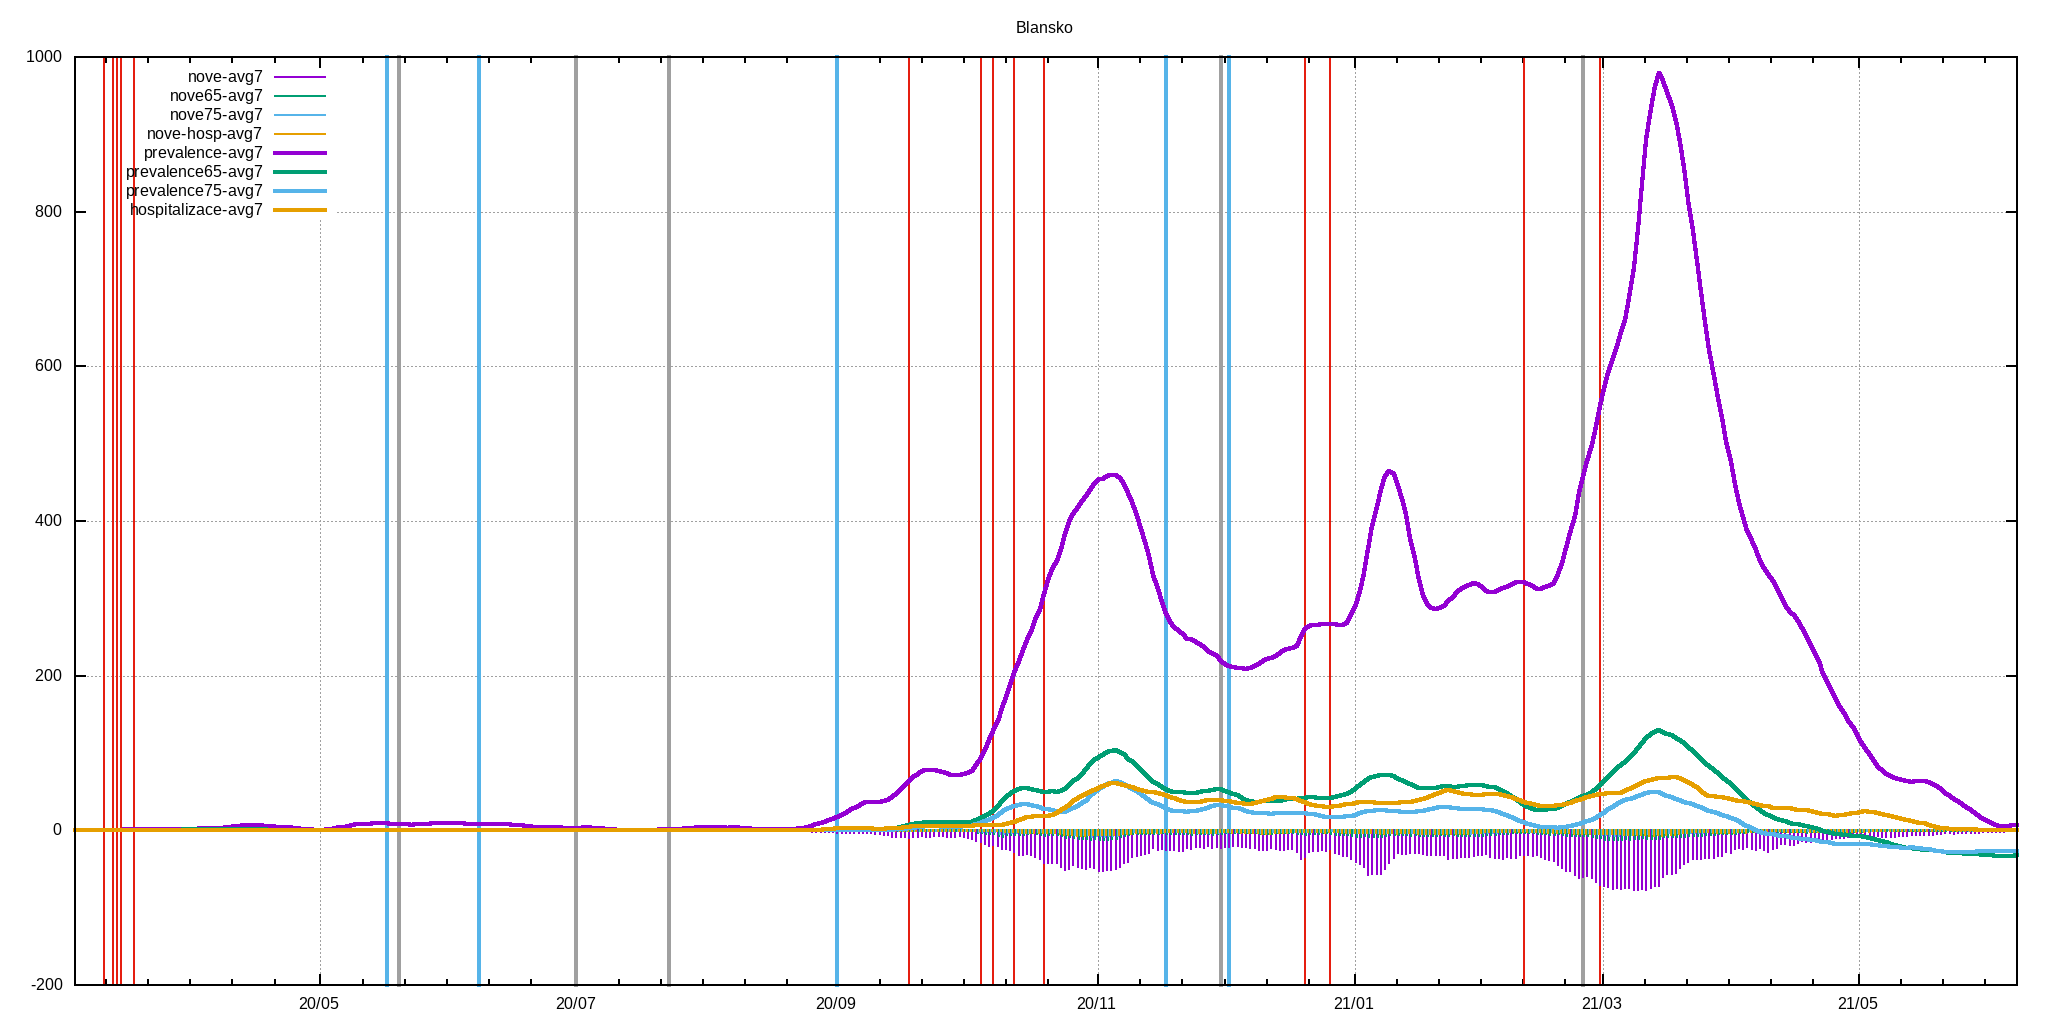 Blansko
1000
800
600
400
200
0
-200
nove-avg7
nove65-avg7
nove75-avg7
nove-hosp-avg7
prevalence-avg7
prevalence65-avg7
prevalence75-avg7
hospitalizace-avg7
20/05 20/07 20/09 20/11 21/01 21/03 21/05